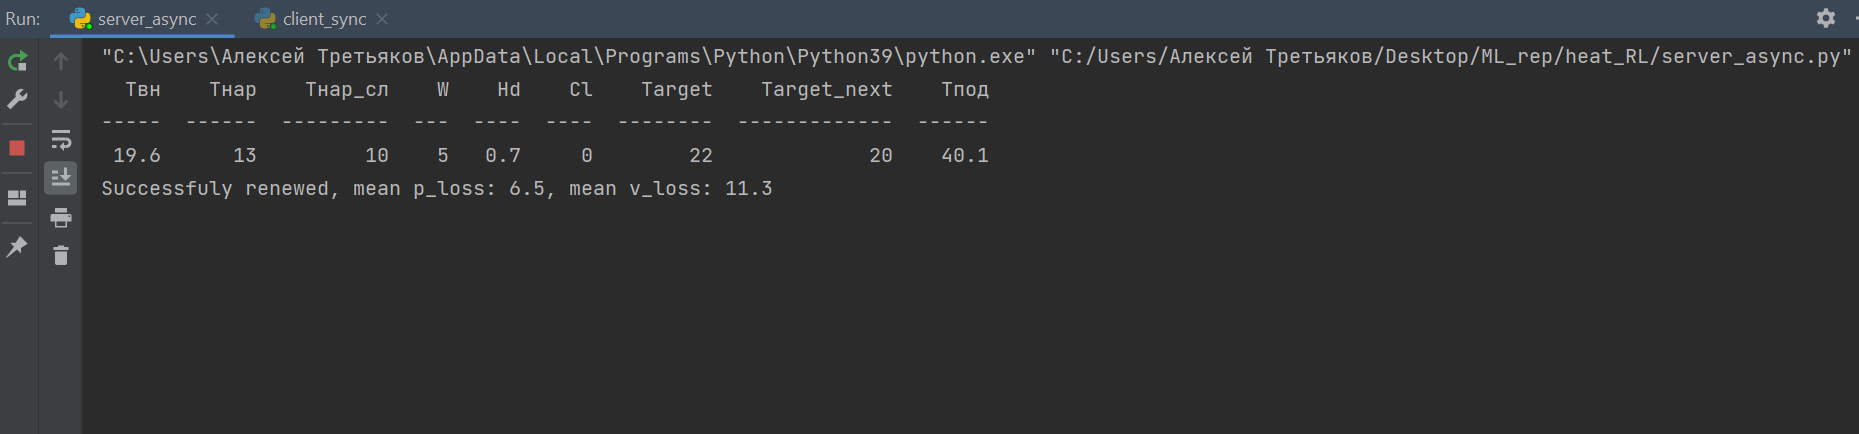 Run: server_async client_sync
"C:\Users\Алексей Третьяков\AppData\Local\Programs\Python\Python39\python.exe" "C:/Users/Алексей Третьяков/Desktop/ML_rep/heat_RL/server_async.py"
Твн Тнар Тнар_сл W Hd Cl Target Target_next Тпод
----- ------ --------- --- ---- ---- -------- ------------- ------
19.6 13 10 5 0.7 0 22 20 40.1
Successfuly renewed, mean p_loss: 6.5, mean v_loss: 11.3